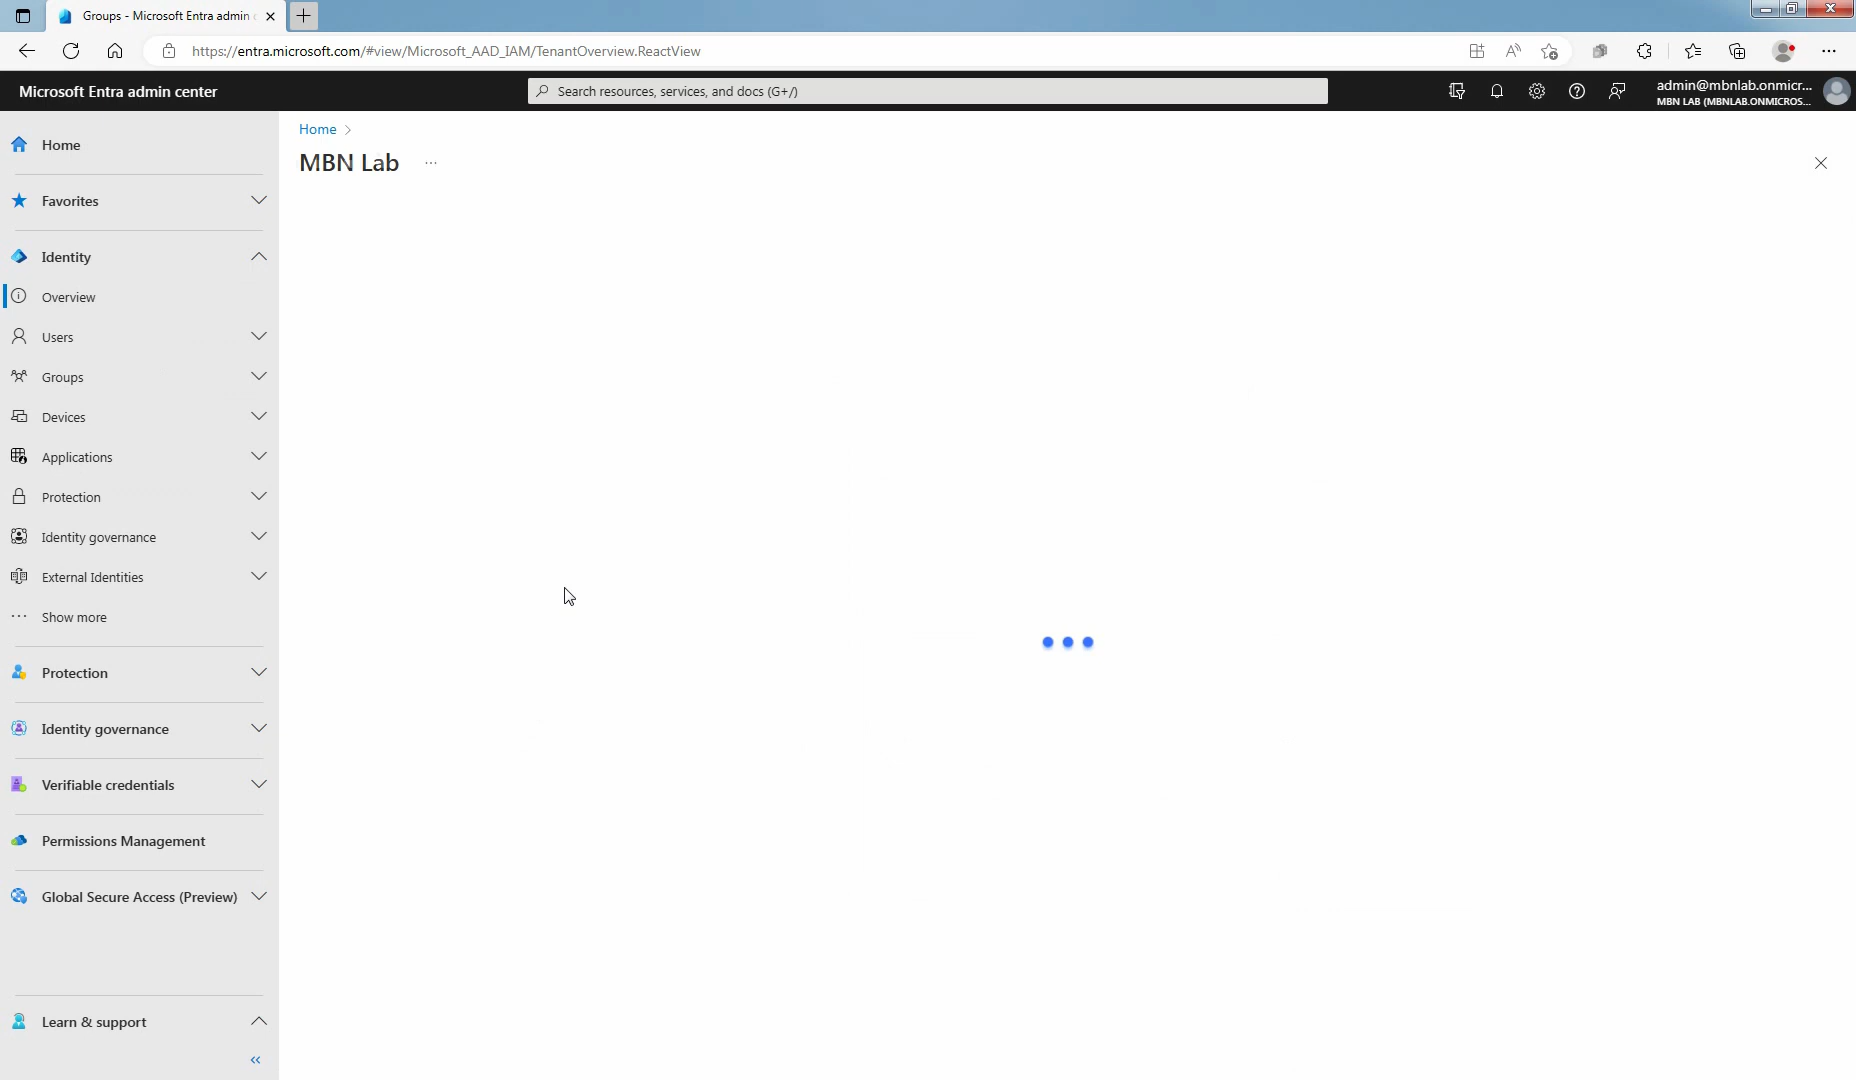 Groups - Microsoft Entra admin c
https://entra.microsoft.com/#view/Microsoft_AAD_IAM/TenantOverview.ReactView
Microsoft Entra admin center
Search resources, services, and docs (G+/)
admin@mbnlab.onmicr...
MBN LAB (MBNLAB.ONMICROS...
Home
Favorites
Identity
Overview
Users
Groups
Devices
Applications
Protection
Identity governance
External Identities
Show more
Protection
Identity governance
Verifiable credentials
Permissions Management
Global Secure Access (Preview)
Learn & support
Home
MBN Lab